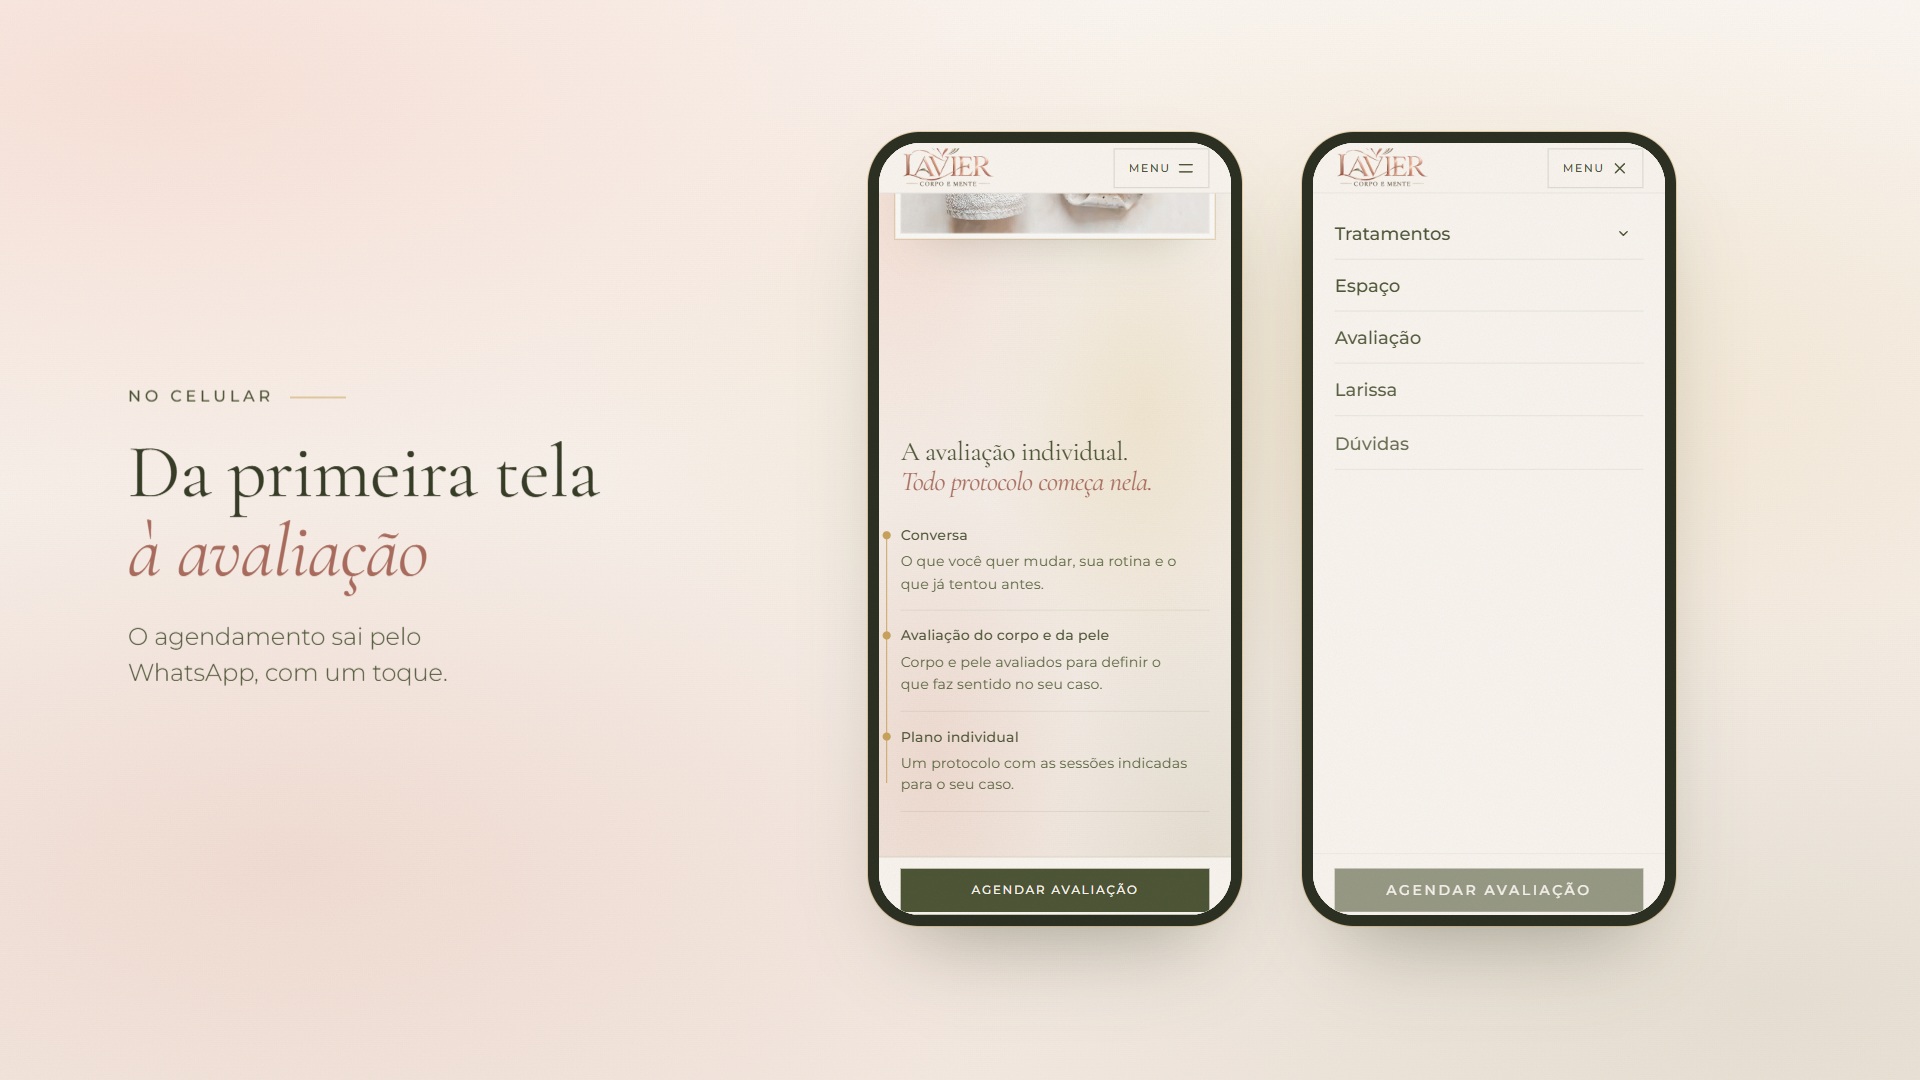 NO CELULAR
Da primeira tela
à avaliação
O agendamento sai pelo
WhatsApp, com um toque.
LAVIER
CORPO E MENTE
MENU
A avaliação individual.
Todo protocolo começa nela.
Conversa
O que você quer mudar, sua rotina e o
que já tentou antes.
Avaliação do corpo e da pele
Corpo e pele avaliados para definir o
que faz sentido no seu caso.
Plano individual
Um protocolo com as sessões indicadas
para o seu caso.
AGENDAR AVALIAÇÃO
LAVIER
CORPO E MENTE
MENU
Tratamentos
Espaço
Avaliação
Larissa
Dúvidas
AGENDAR AVALIAÇÃO